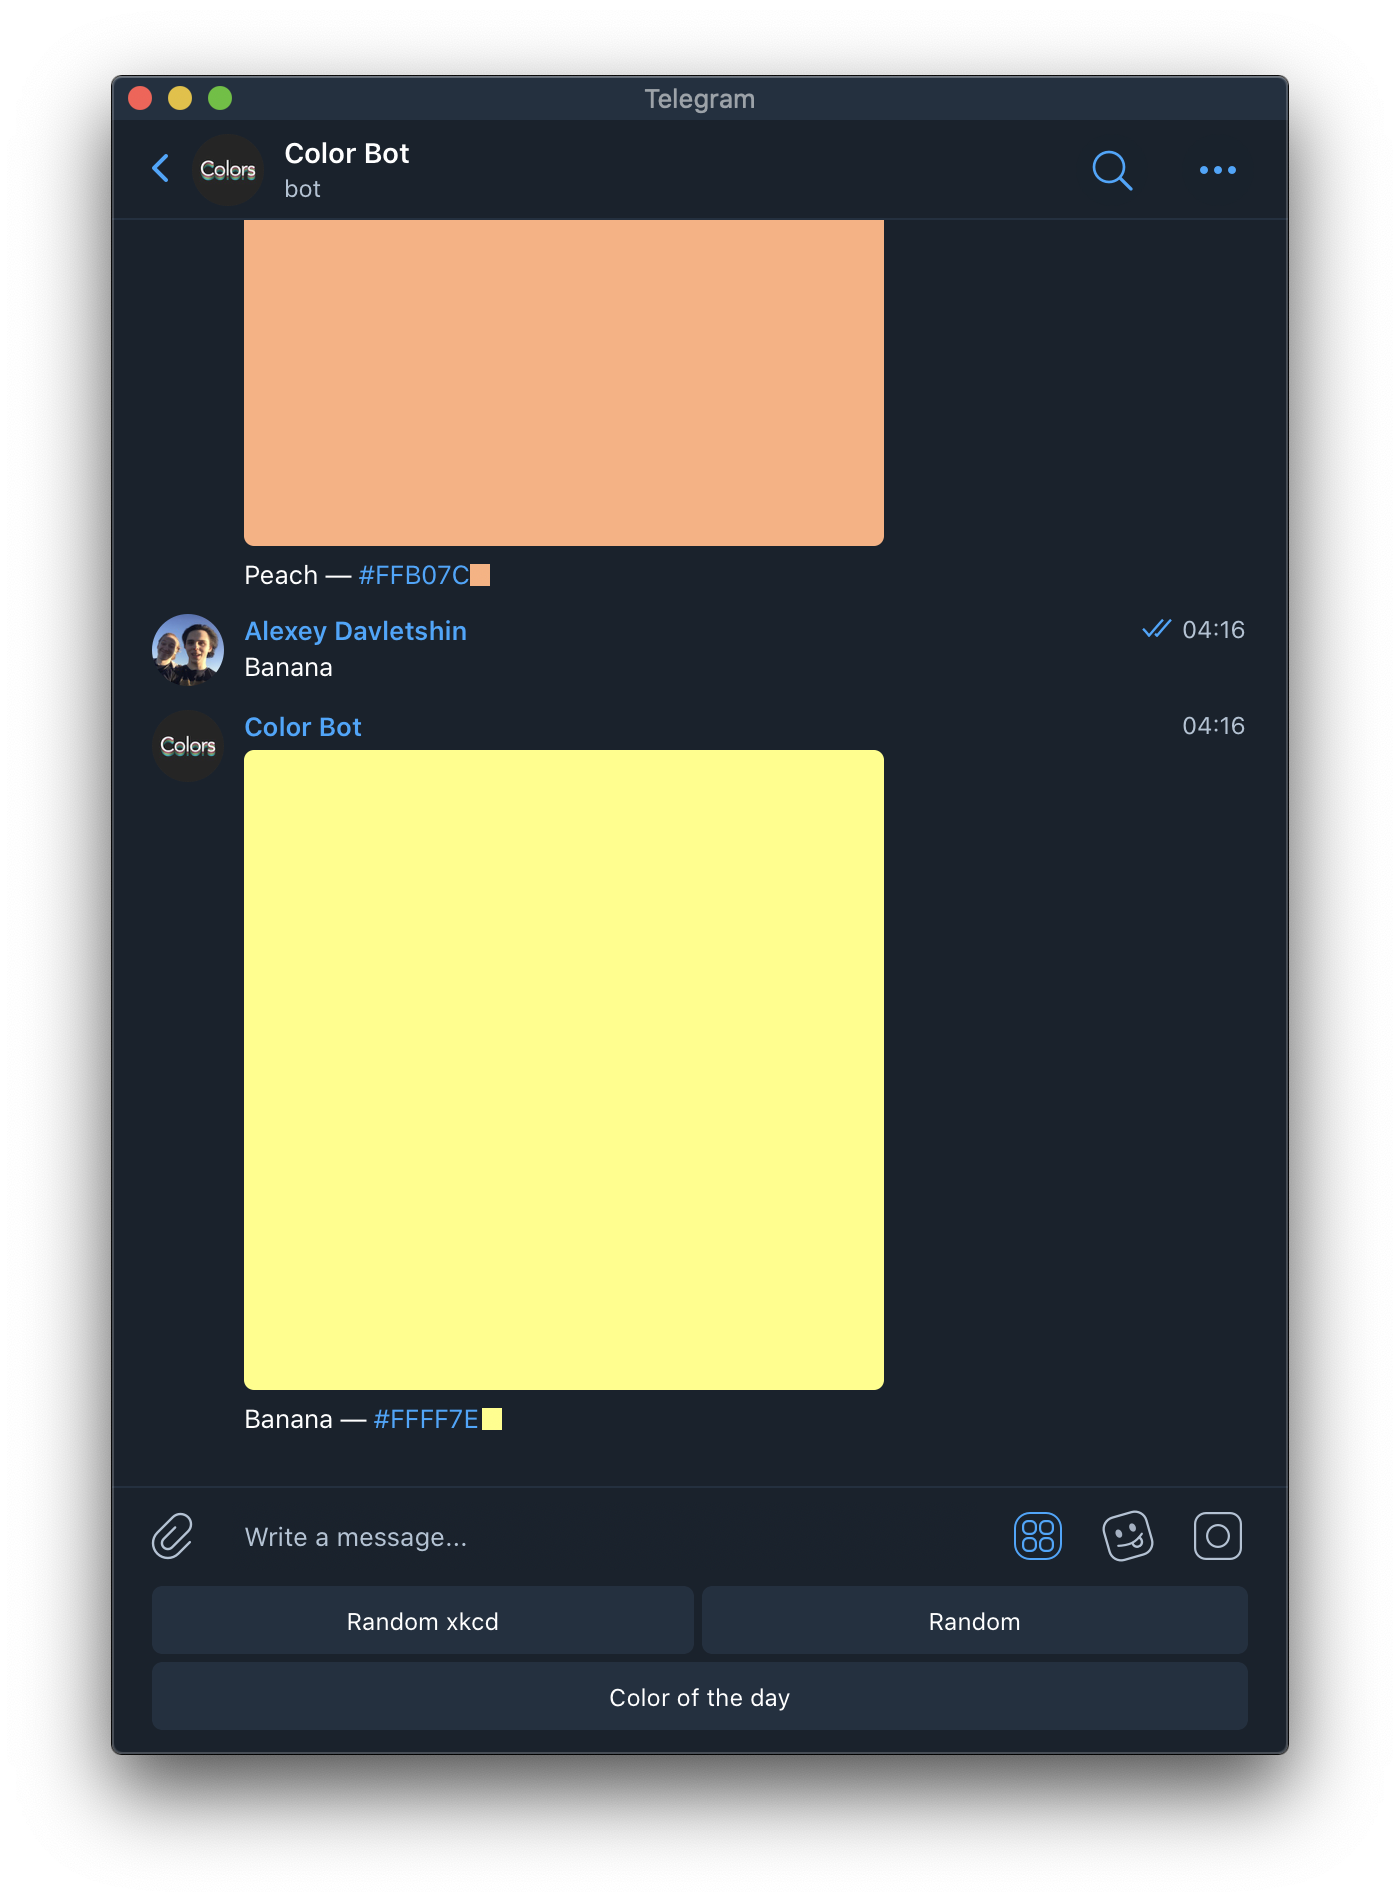 Telegram
Colors
Color Bot
bot
Peach — #FFB07C
Alexey Davletshin
04:16
Banana
Colors
Color Bot
04:16
Banana — #FFFF7E
Write a message...
Random xkcd
Random
Color of the day